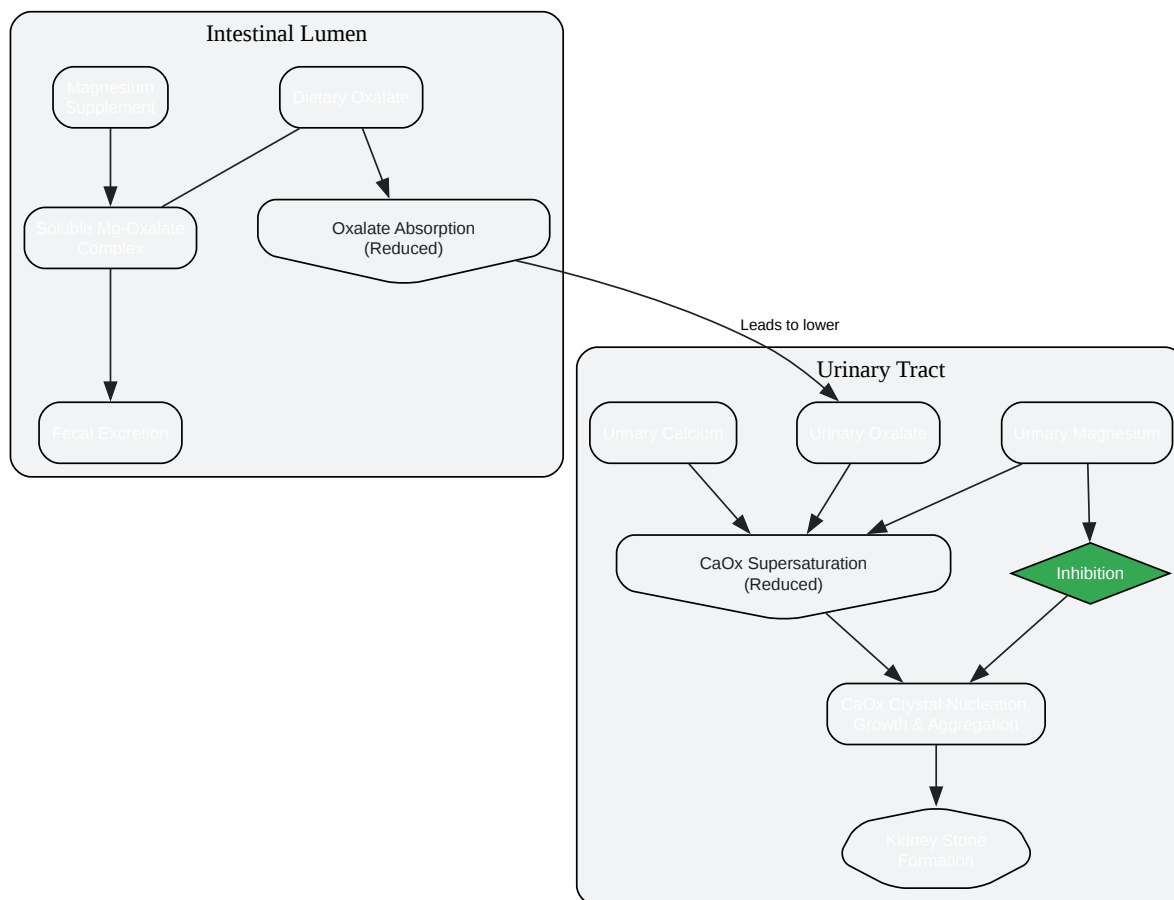 Intestinal Lumen
Magnesium
Supplement
Dietary Oxalate
Soluble Mg-Oxalate
Complex
Oxalate Absorption
(Reduced)
Fecal Excretion
Leads to lower
Urinary Tract
Urinary Calcium
Urinary Oxalate
Urinary Magnesium
CaOx Supersaturation
(Reduced)
Inhibition
CaOx Crystal Nucleation,
Growth & Aggregation
Kidney Stone
Formation